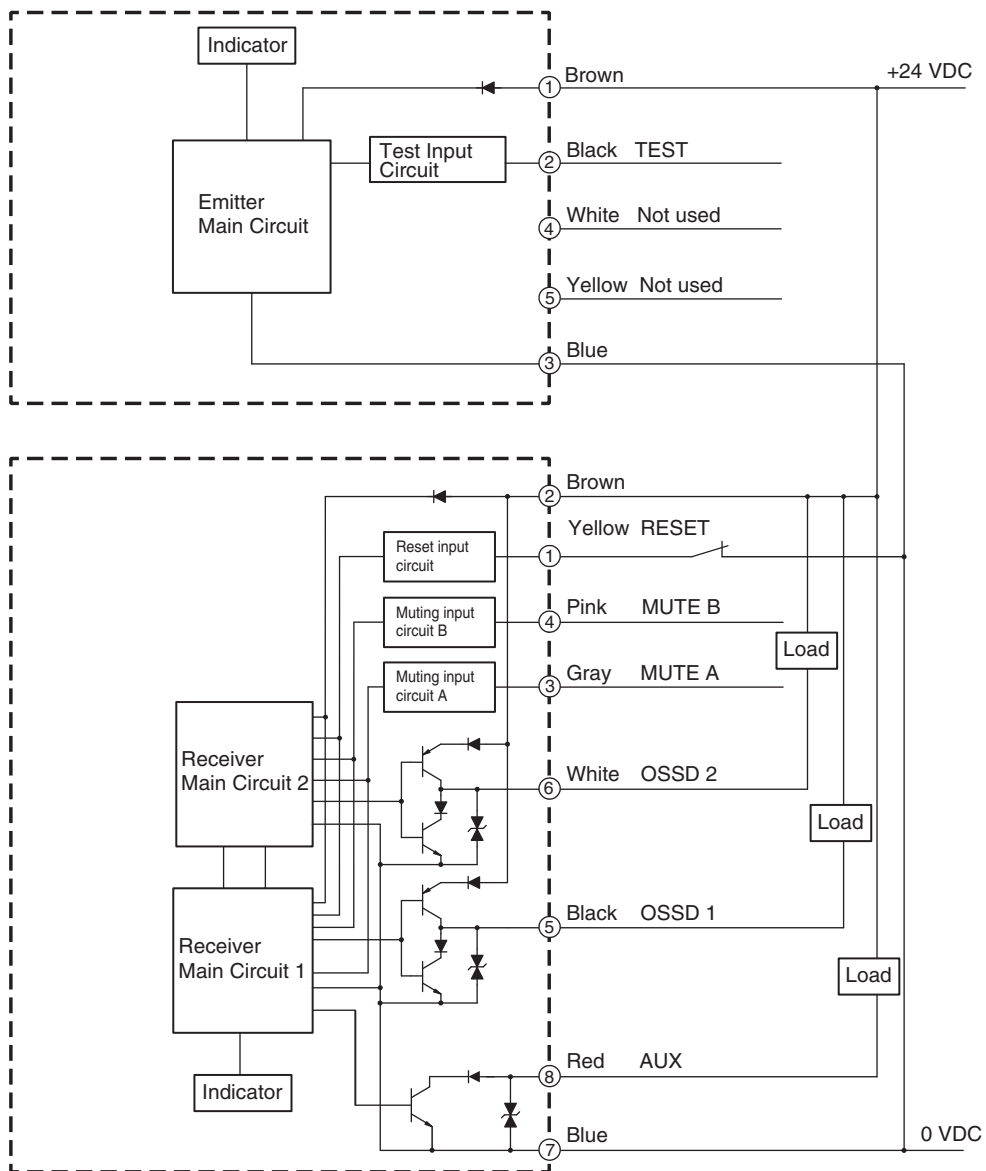 Indicator
① Brown
+24 VDC
Test Input
Circuit
② Black TEST
Emitter
Main Circuit
④ White Not used
⑤ Yellow Not used
③ Blue
② Brown
Yellow RESET
Reset input
circuit
①
Muting input
circuit B
④ Pink MUTE B
Load
Muting input
circuit A
③ Gray MUTE A
Receiver
Main Circuit 2
⑥ White OSSD 2
Load
⑤ Black OSSD 1
Receiver
Main Circuit 1
Load
Indicator
⑧ Red AUX
⑦ Blue
0 VDC